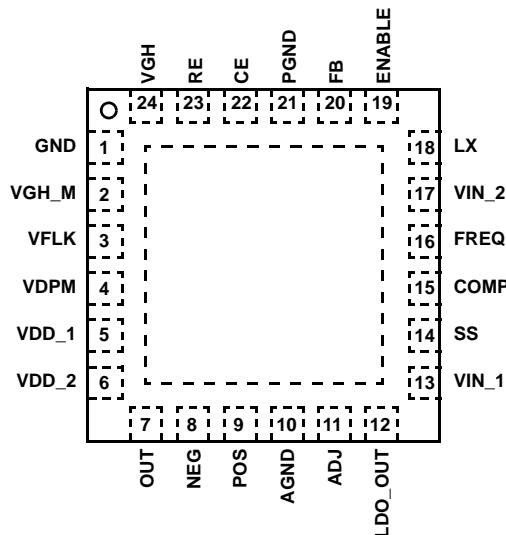 VGH RE CE PGND FB ENABLE
24 23 22 21 20 19
GND 1 18 LX
VGH_M 2 17 VIN_2
VFLK 3 16 FREQ
VDPM 4 15 COMP
VDD_1 5 14 SS
VDD_2 6 13 VIN_1
7 8 9 10 11 12
OUT NEG POS AGND ADJ LDO_OUT